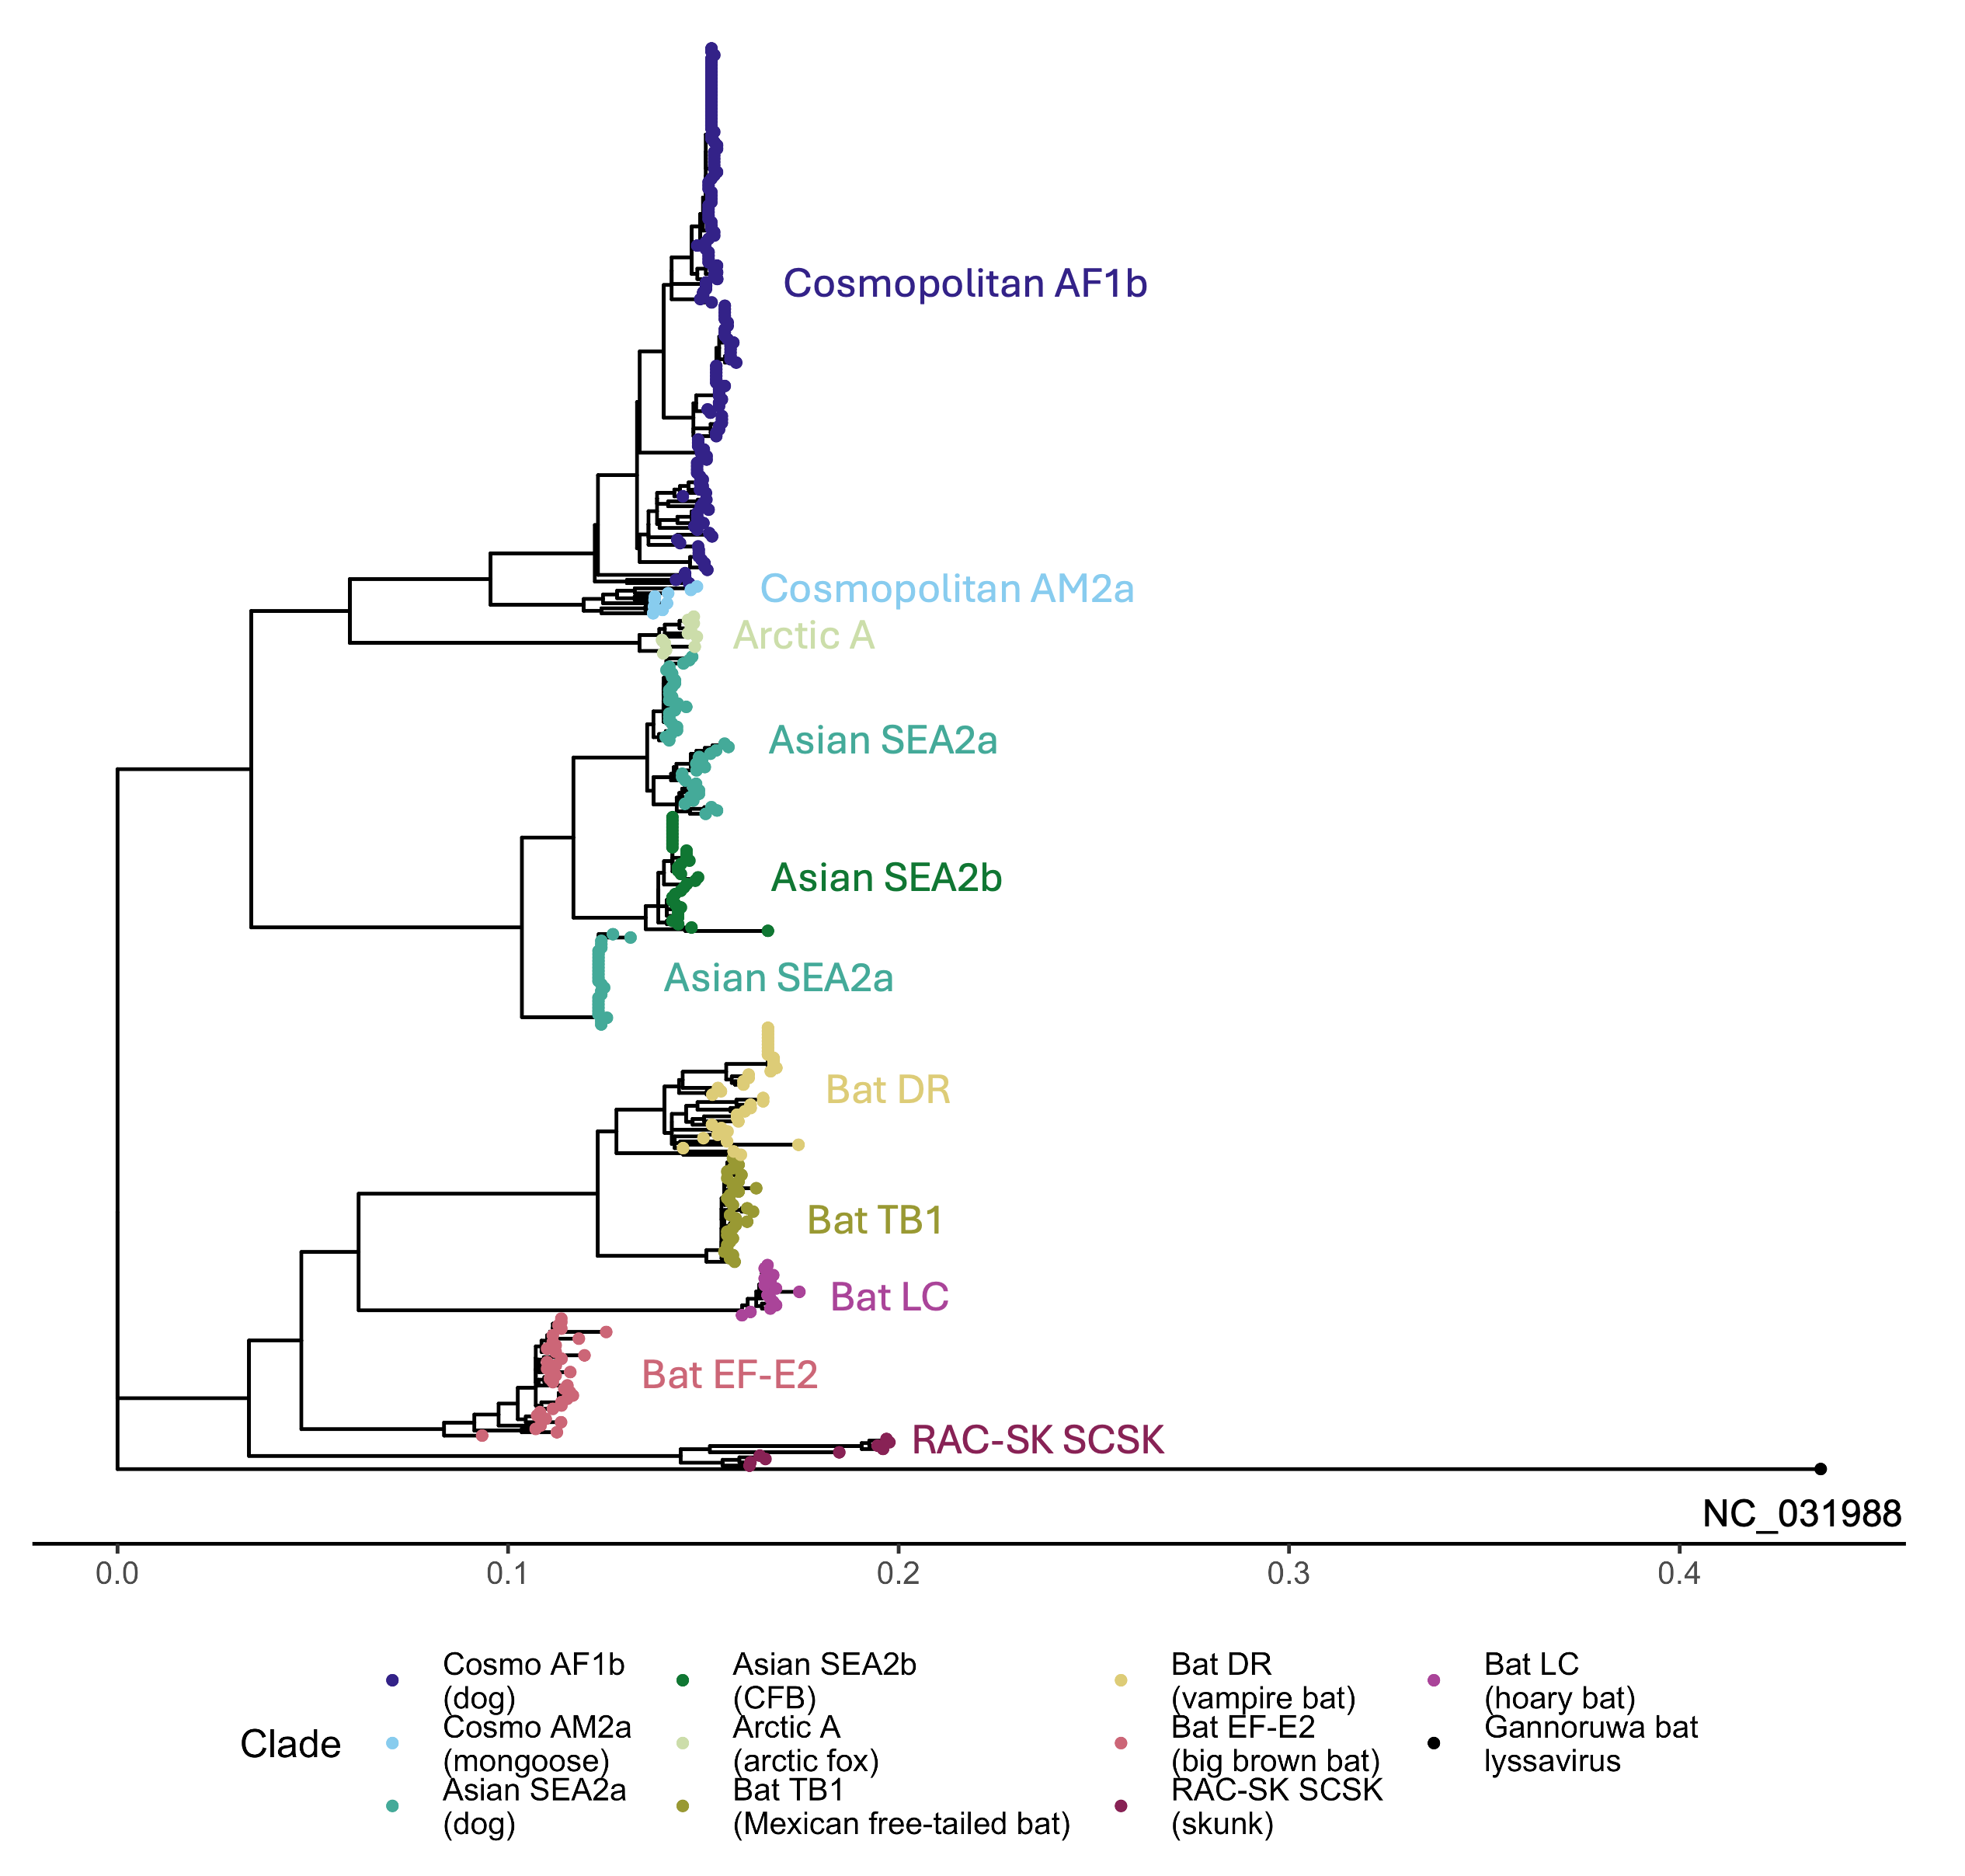 Cosmopolitan AF1b
Cosmopolitan AM2a
Arctic A
Asian SEA2a
Asian SEA2b
Asian SEA2a
Bat DR
Bat TB1
Bat LC
Bat EF-E2
RAC-SK SCSK
NC_031988
0.0 0.1 0.2 0.3 0.4
Clade
Cosmo AF1b
(dog)
Cosmo AM2a
(mongoose)
Asian SEA2a
(dog)
Asian SEA2b
(CFB)
Arctic A
(arctic fox)
Bat TB1
(Mexican free-tailed bat)
Bat DR
(vampire bat)
Bat EF-E2
(big brown bat)
RAC-SK SCSK
(skunk)
Bat LC
(hoary bat)
Gannoruwa bat
lyssavirus